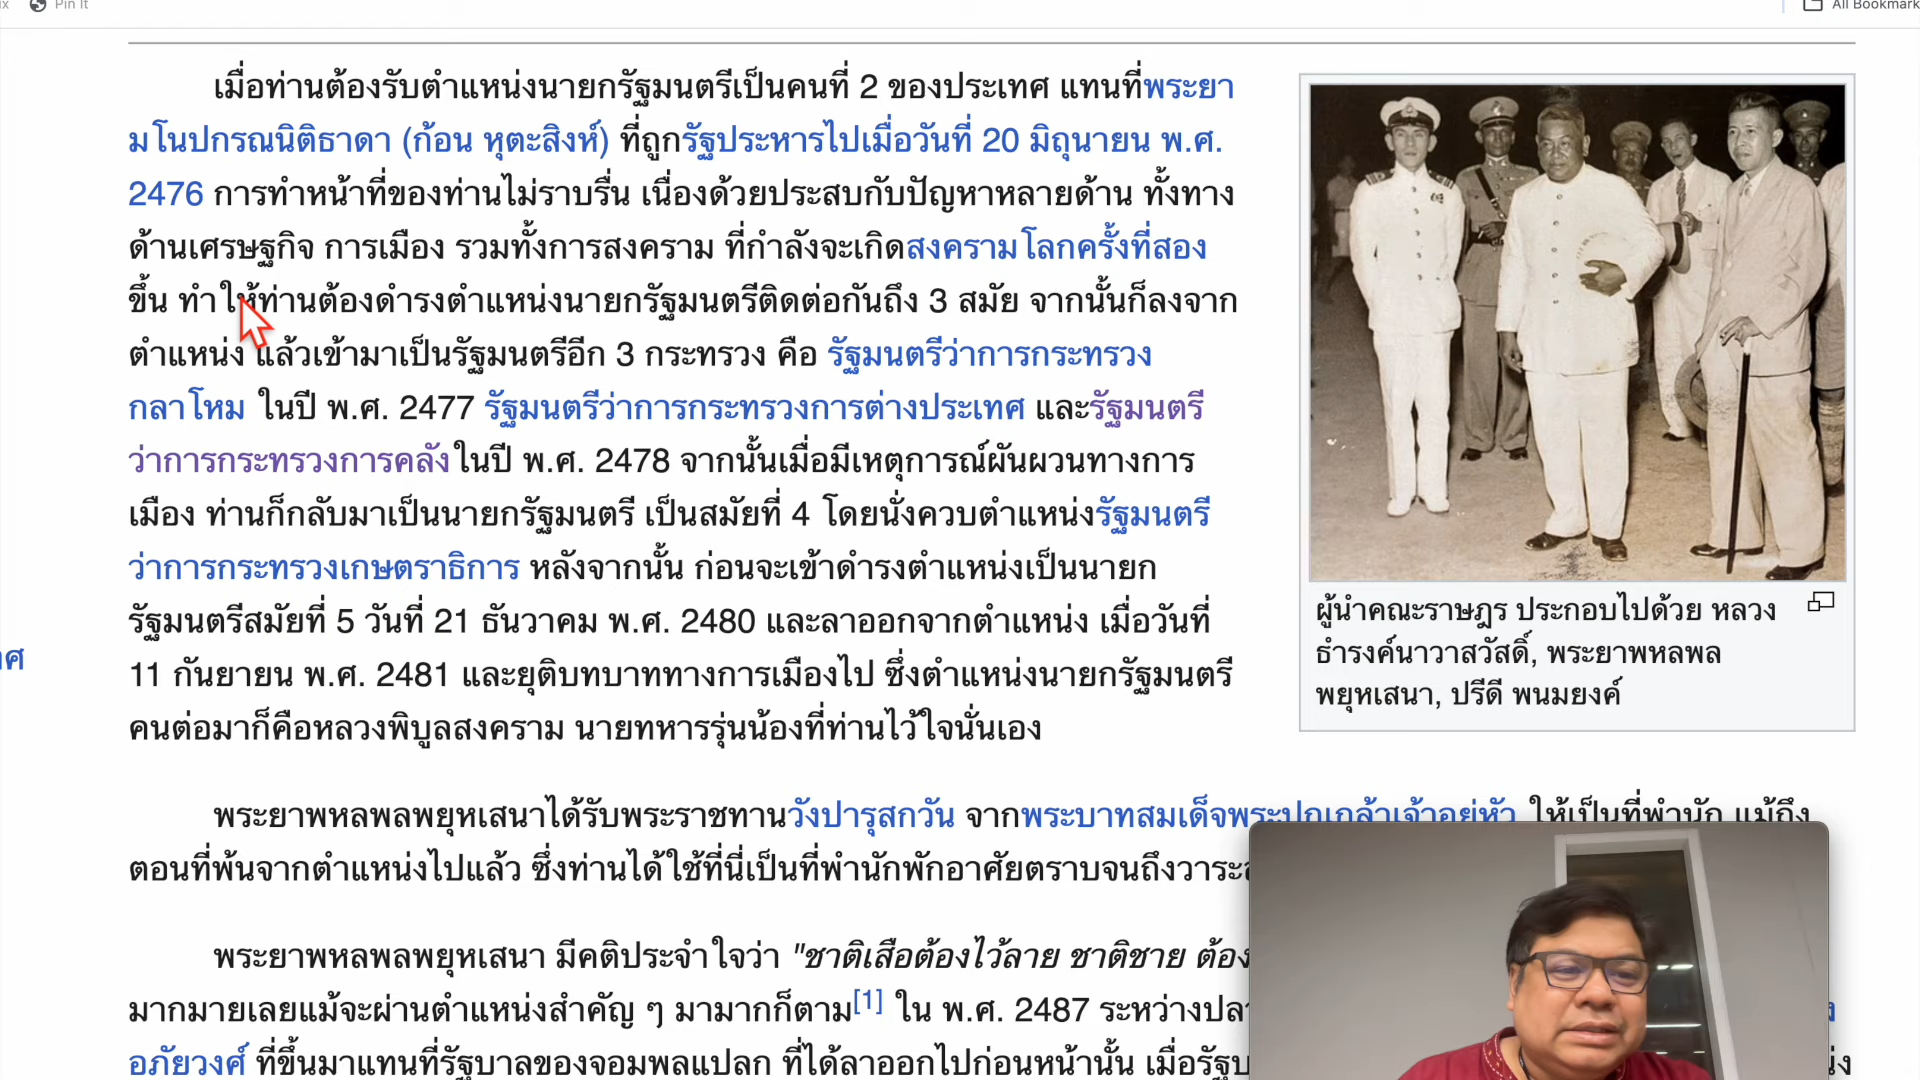 Pin It
All Bookmark
เมื่อท่านต้องรับตำแหน่งนายกรัฐมนตรีเป็นคนที่ 2 ของประเทศ แทนที่พระยา
มโนปกรณนิติธาดา (ก้อน หุตะสิงห์) ที่ถูกรัฐประหารไปเมื่อวันที่ 20 มิถุนายน พ.ศ.
2476 การทำหน้าที่ของท่านไม่ราบรื่น เนื่องด้วยประสบกับปัญหาหลายด้าน ทั้งทาง
ด้านเศรษฐกิจ การเมือง รวมทั้งการสงคราม ที่กำลังจะเกิดสงครามโลกครั้งที่สอง
ขึ้น ทำให้ท่านต้องดำรงตำแหน่งนายกรัฐมนตรีติดต่อกันถึง 3 สมัย จากนั้นก็ลงจาก
ตำแหน่ง แล้วเข้ามาเป็นรัฐมนตรีอีก 3 กระทรวง คือ รัฐมนตรีว่าการกระทรวง
กลาโหม ในปี พ.ศ. 2477 รัฐมนตรีว่าการกระทรวงการต่างประเทศ และรัฐมนตรี
ว่าการกระทรวงการคลังในปี พ.ศ. 2478 จากนั้นเมื่อมีเหตุการณ์ผันผวนทางการ
เมือง ท่านก็กลับมาเป็นนายกรัฐมนตรี เป็นสมัยที่ 4 โดยนั่งควบตำแหน่งรัฐมนตรี
ว่าการกระทรวงเกษตราธิการ หลังจากนั้น ก่อนจะเข้าดำรงตำแหน่งเป็นนายก
รัฐมนตรีสมัยที่ 5 วันที่ 21 ธันวาคม พ.ศ. 2480 และลาออกจากตำแหน่ง เมื่อวันที่
11 กันยายน พ.ศ. 2481 และยุติบทบาททางการเมืองไป ซึ่งตำแหน่งนายกรัฐมนตรี
คนต่อมาก็คือหลวงพิบูลสงคราม นายทหารรุ่นน้องที่ท่านไว้ใจนั่นเอง
ผู้นำคณะราษฎร ประกอบไปด้วย หลวง
ธำรงค์นาวาสวัสดิ์, พระยาพหลพล
พยุหเสนา, ปรีดี พนมยงค์
พระยาพหลพลพยุหเสนาได้รับพระราชทานวังปารุสกวัน จากพระบาทสมเด็จพระปกเกล้าเจ้าอยู่หัว ให้เป็นที่พำนัก แม้ถึง
ตอนที่พ้นจากตำแหน่งไปแล้ว ซึ่งท่านได้ใช้ที่นี่เป็นที่พำนักพักอาศัยตราบจนถึงวาระ
พระยาพหลพลพยุหเสนา มีคติประจำใจว่า "ชาติเสือต้องไว้ลาย ชาติชาย ต้อง
มากมายเลยแม้จะผ่านตำแหน่งสำคัญ ๆ มามากก็ตาม[1] ใน พ.ศ. 2487 ระหว่างปลา
อภัยวงศ์ ที่ขึ้นมาแทนที่รัฐบาลของจอมพลแปลก ที่ได้ลาออกไปก่อนหน้านั้น เมื่อรัฐบ